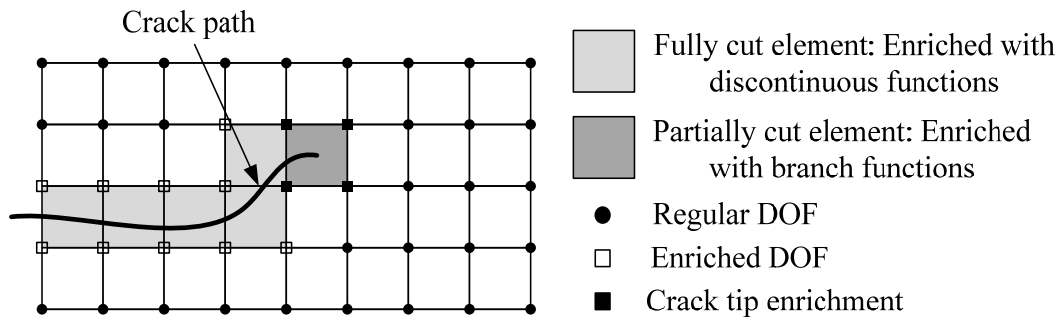 Crack path
Fully cut element: Enriched with
discontinuous functions
Partially cut element: Enriched
with branch functions
Regular DOF
Enriched DOF
Crack tip enrichment